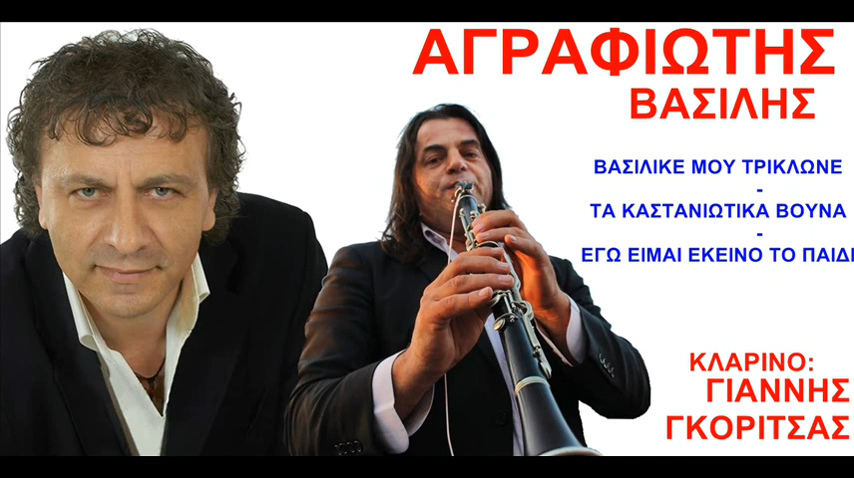 ΑΓΡΑΦΙΩΤΗΣ
ΒΑΣΙΛΗΣ
ΒΑΣΙΛΙΚΕ ΜΟΥ ΤΡΙΚΛΩΝΕ
-
ΤΑ ΚΑΣΤΑΝΙΩΤΙΚΑ ΒΟΥΝΑ
-
ΕΓΩ ΕΙΜΑΙ ΕΚΕΙΝΟ ΤΟ ΠΑΙΔΙ
ΚΛΑΡΙΝΟ:
ΓΙΑΝΝΗΣ
ΓΚΟΡΙΤΣΑΣ